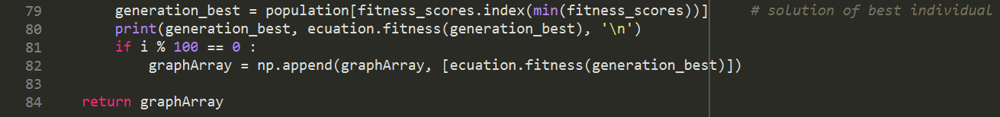 79 generation_best = population[fitness_scores.index(min(fitness_scores))] # solution of best individual
80 print(generation_best, ecuation.fitness(generation_best), '\n')
81 if i % 100 == 0 :
82 graphArray = np.append(graphArray, [ecuation.fitness(generation_best)])
83
84 return graphArray